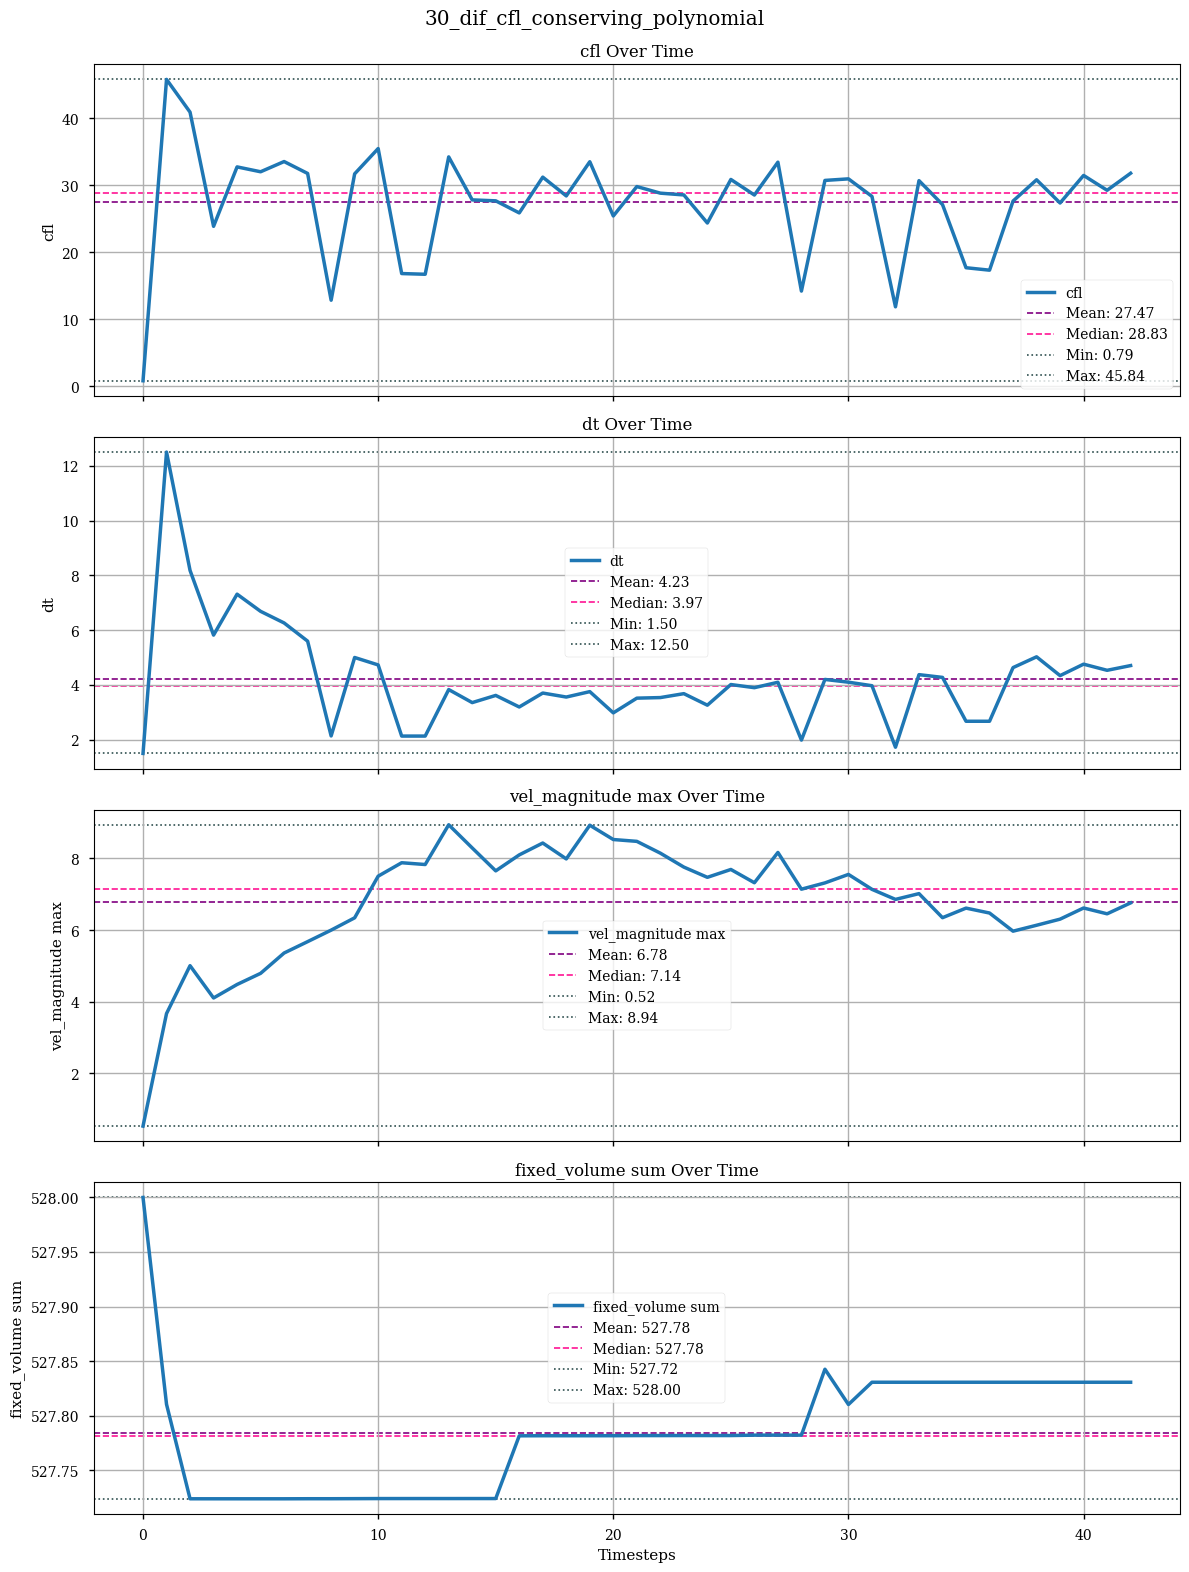 30_dif_cfl_conserving_polynomial
cfl Over Time
cfl
40
30
20
10
0
cfl
Mean: 27.47
Median: 28.83
Min: 0.79
Max: 45.84
dt Over Time
dt
12
10
8
6
4
2
dt
Mean: 4.23
Median: 3.97
Min: 1.50
Max: 12.50
vel_magnitude max Over Time
vel_magnitude max
8
6
4
2
vel_magnitude max
Mean: 6.78
Median: 7.14
Min: 0.52
Max: 8.94
fixed_volume sum Over Time
fixed_volume sum
528.00
527.95
527.90
527.85
527.80
527.75
fixed_volume sum
Mean: 527.78
Median: 527.78
Min: 527.72
Max: 528.00
0 10 20 30 40
Timesteps